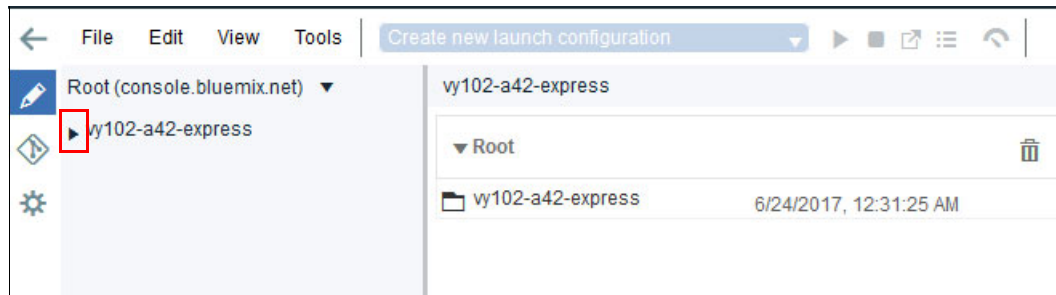 File Edit View Tools Create new launch configuration
Root (console.bluemix.net)
vy102-a42-express
vy102-a42-express
Root
vy102-a42-express 6/24/2017, 12:31:25 AM